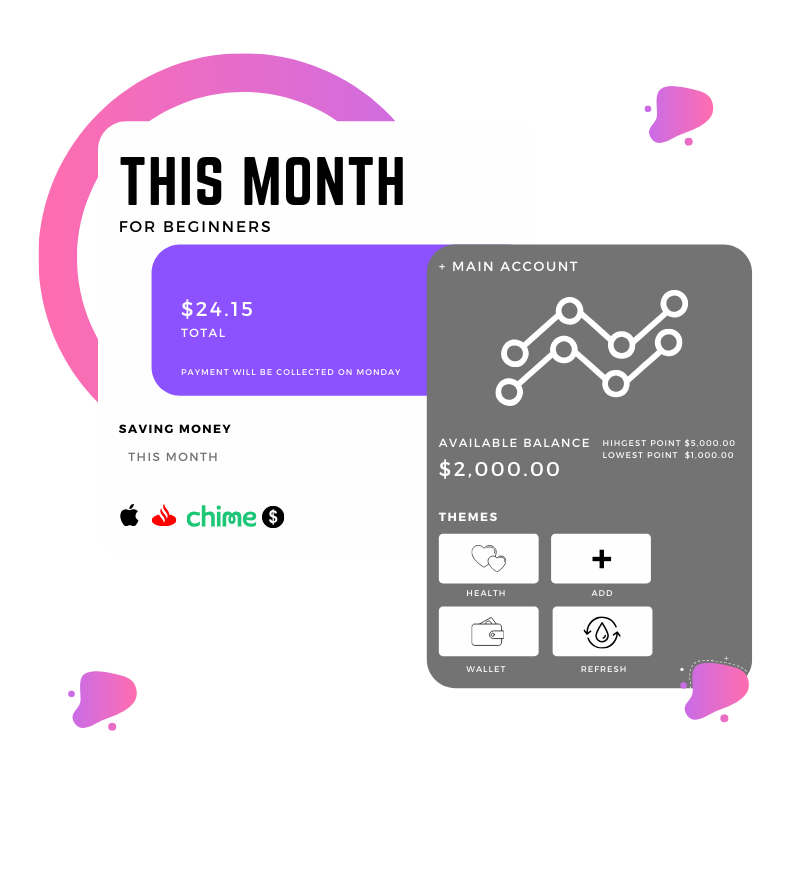 THIS MONTH
FOR BEGINNERS
$24.15
TOTAL
PAYMENT WILL BE COLLECTED ON MONDAY
SAVING MONEY
THIS MONTH
chime $
+ MAIN ACCOUNT
AVAILABLE BALANCE
$2,000.00
HIHGEST POINT $5,000.00
LOWEST POINT $1,000.00
THEMES
HEALTH
ADD
WALLET
REFRESH